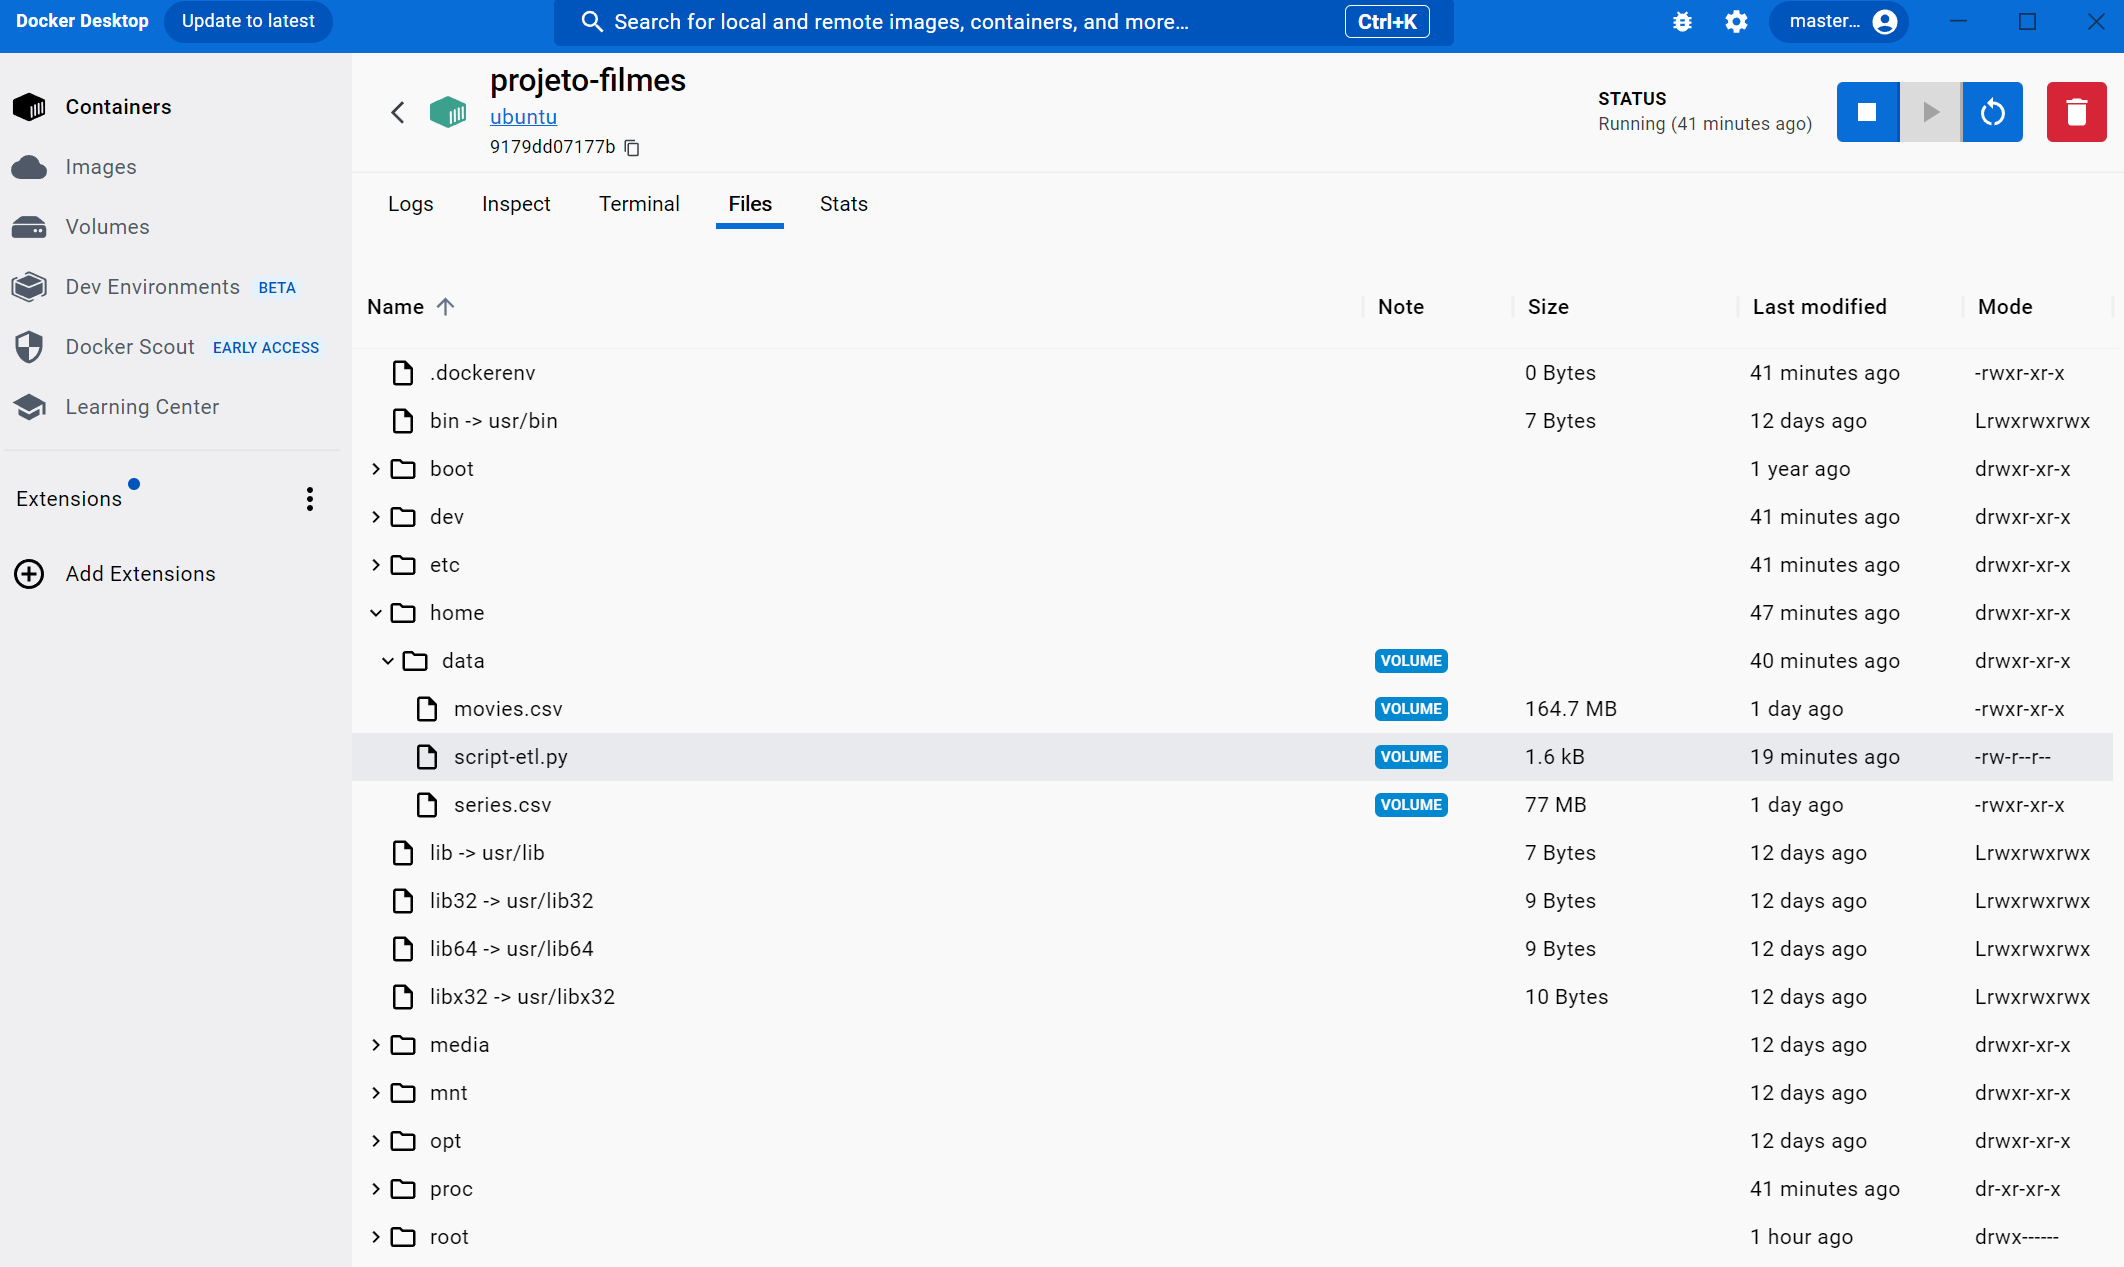 Docker Desktop Update to latest Search for local and remote images, containers, and more... Ctrl+K master...
Containers
Images
Volumes
Dev Environments BETA
Docker Scout EARLY ACCESS
Learning Center
Extensions
Add Extensions
projeto-filmes
ubuntu
9179dd07177b
STATUS
Running (41 minutes ago)
Logs Inspect Terminal Files Stats
Name Note Size Last modified Mode
.dockerenv 0 Bytes 41 minutes ago -rwxr-xr-x
bin -> usr/bin 7 Bytes 12 days ago Lrwxrwxrwx
boot 1 year ago drwxr-xr-x
dev 41 minutes ago drwxr-xr-x
etc 41 minutes ago drwxr-xr-x
home 47 minutes ago drwxr-xr-x
data VOLUME 40 minutes ago drwxr-xr-x
movies.csv VOLUME 164.7 MB 1 day ago -rwxr-xr-x
script-etl.py VOLUME 1.6 kB 19 minutes ago -rw-r--r--
series.csv VOLUME 77 MB 1 day ago -rwxr-xr-x
lib -> usr/lib 7 Bytes 12 days ago Lrwxrwxrwx
lib32 -> usr/lib32 9 Bytes 12 days ago Lrwxrwxrwx
lib64 -> usr/lib64 9 Bytes 12 days ago Lrwxrwxrwx
libx32 -> usr/libx32 10 Bytes 12 days ago Lrwxrwxrwx
media 12 days ago drwxr-xr-x
mnt 12 days ago drwxr-xr-x
opt 12 days ago drwxr-xr-x
proc 41 minutes ago dr-xr-xr-x
root 1 hour ago drwx------